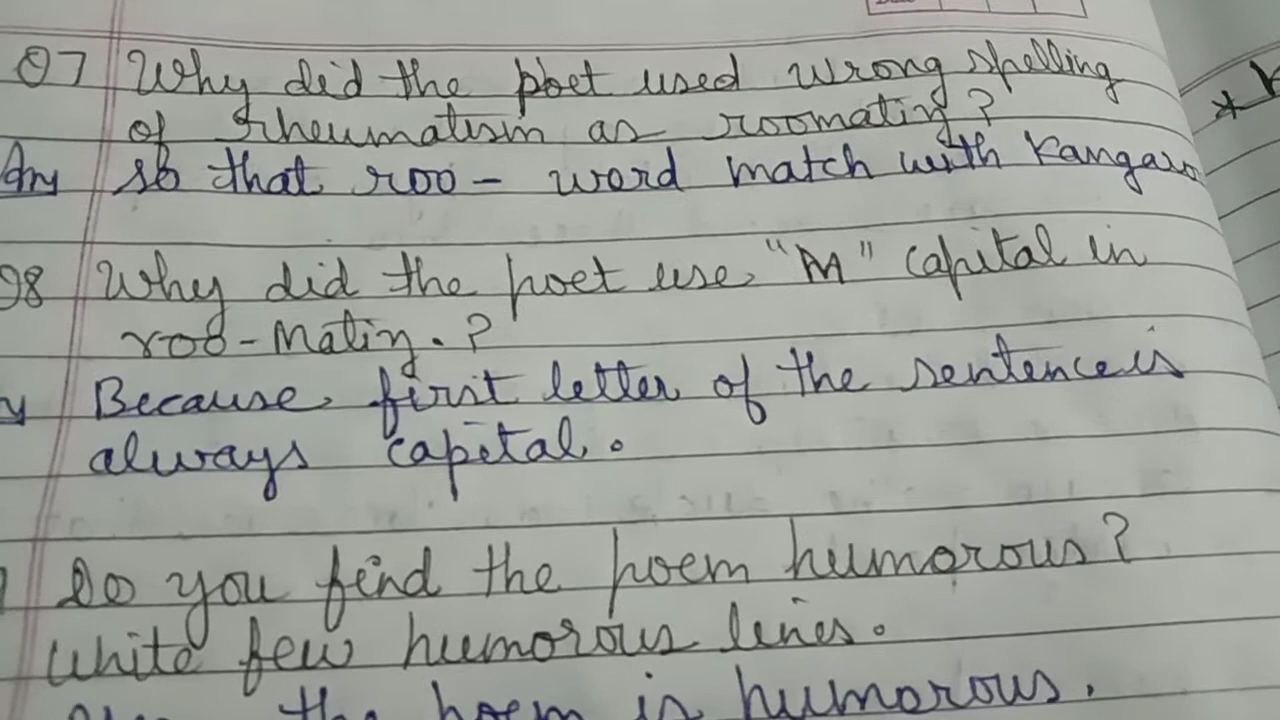 Q7 Why did the poet used wrong spelling
of rheumatism as roomatiz?
Ans so that roo - word match with Kangaroo
Q8 Why did the poet use "M" capital in
roo-Matiz. ?
Because first letter of the sentence is
always capital.
Do you find the poem humorous?
White few humorous lines.
the poem is humorous.